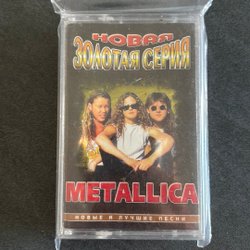 НОВАЯ
ЗОЛОТАЯ СЕРИЯ
METALLICA
НОВЫЕ И ЛУЧШИЕ ПЕСНИ